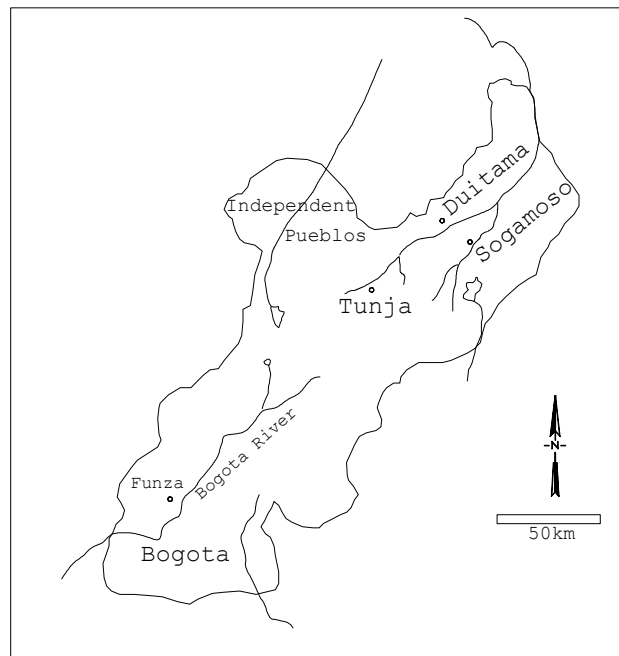 Duitama
Independent
Pueblos
Sogamoso
Tunja
N
Bogota River
Funza
50km
Bogota